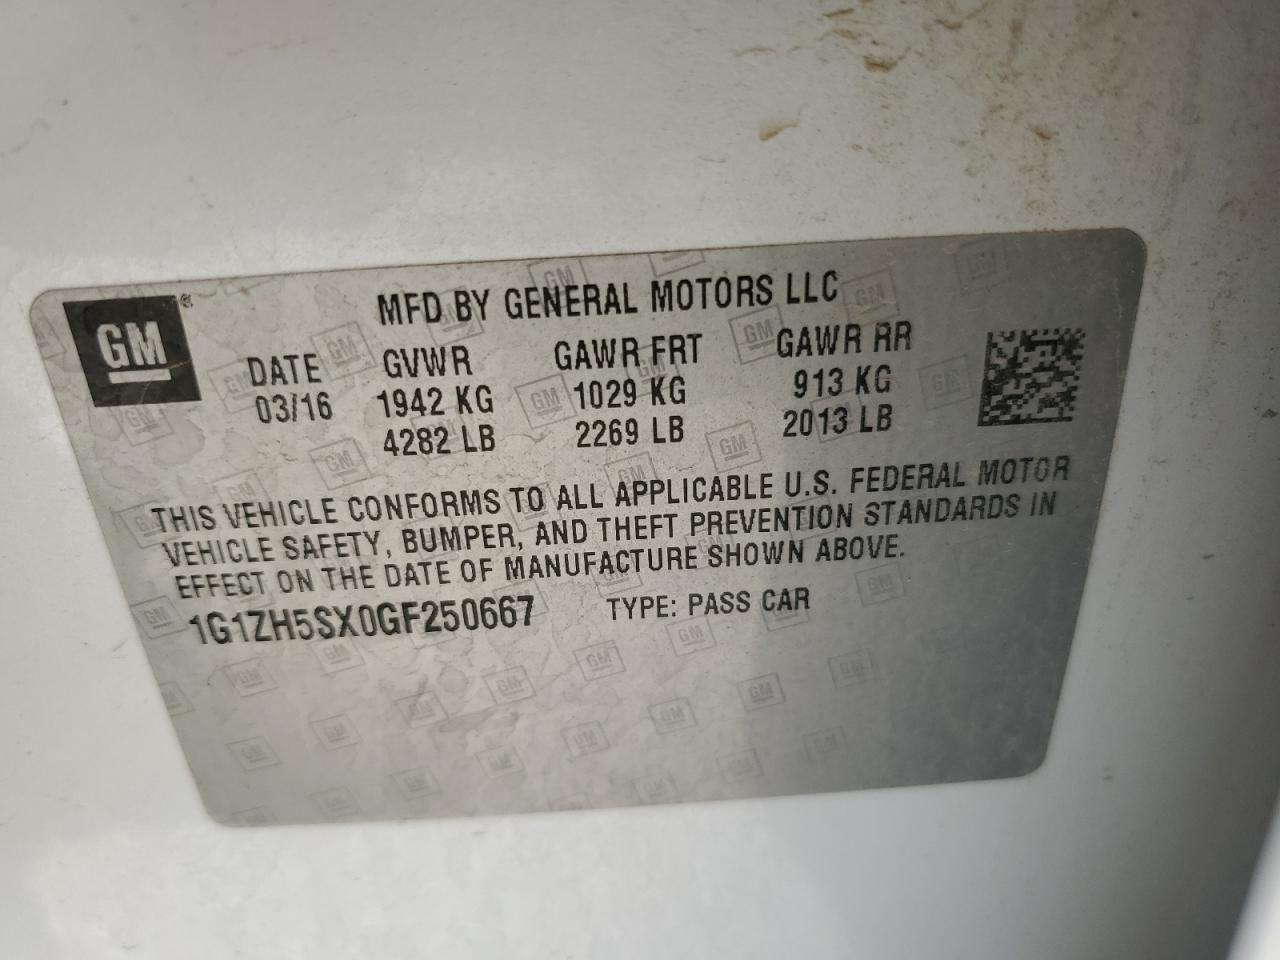 GM®
MFD BY GENERAL MOTORS LLC
DATE GVWR GAWR FRT GAWR RR
03/16 1942 KG 1029 KG 913 KG
4282 LB 2269 LB 2013 LB
THIS VEHICLE CONFORMS TO ALL APPLICABLE U.S. FEDERAL MOTOR
VEHICLE SAFETY, BUMPER, AND THEFT PREVENTION STANDARDS IN
EFFECT ON THE DATE OF MANUFACTURE SHOWN ABOVE.
1G1ZH5SX0GF250667 TYPE: PASS CAR